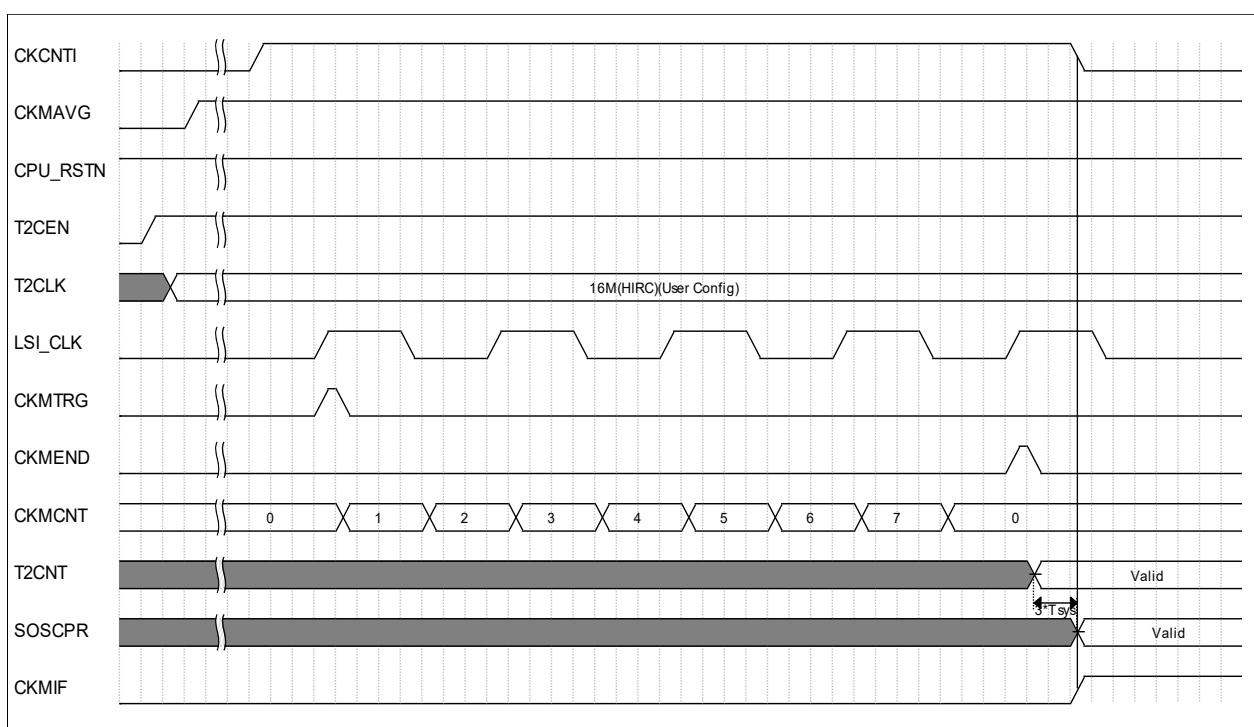 CKCNTI
CKMAVG
CPU_RSTN
T2CEN
T2CLK
16M(HIRC)(User Config)
LSI_CLK
CKMTRG
CKMEND
CKMCNT
0 1 2 3 4 5 6 7 0
T2CNT
Valid
3*Tsys
SOSCPR
Valid
CKMIF